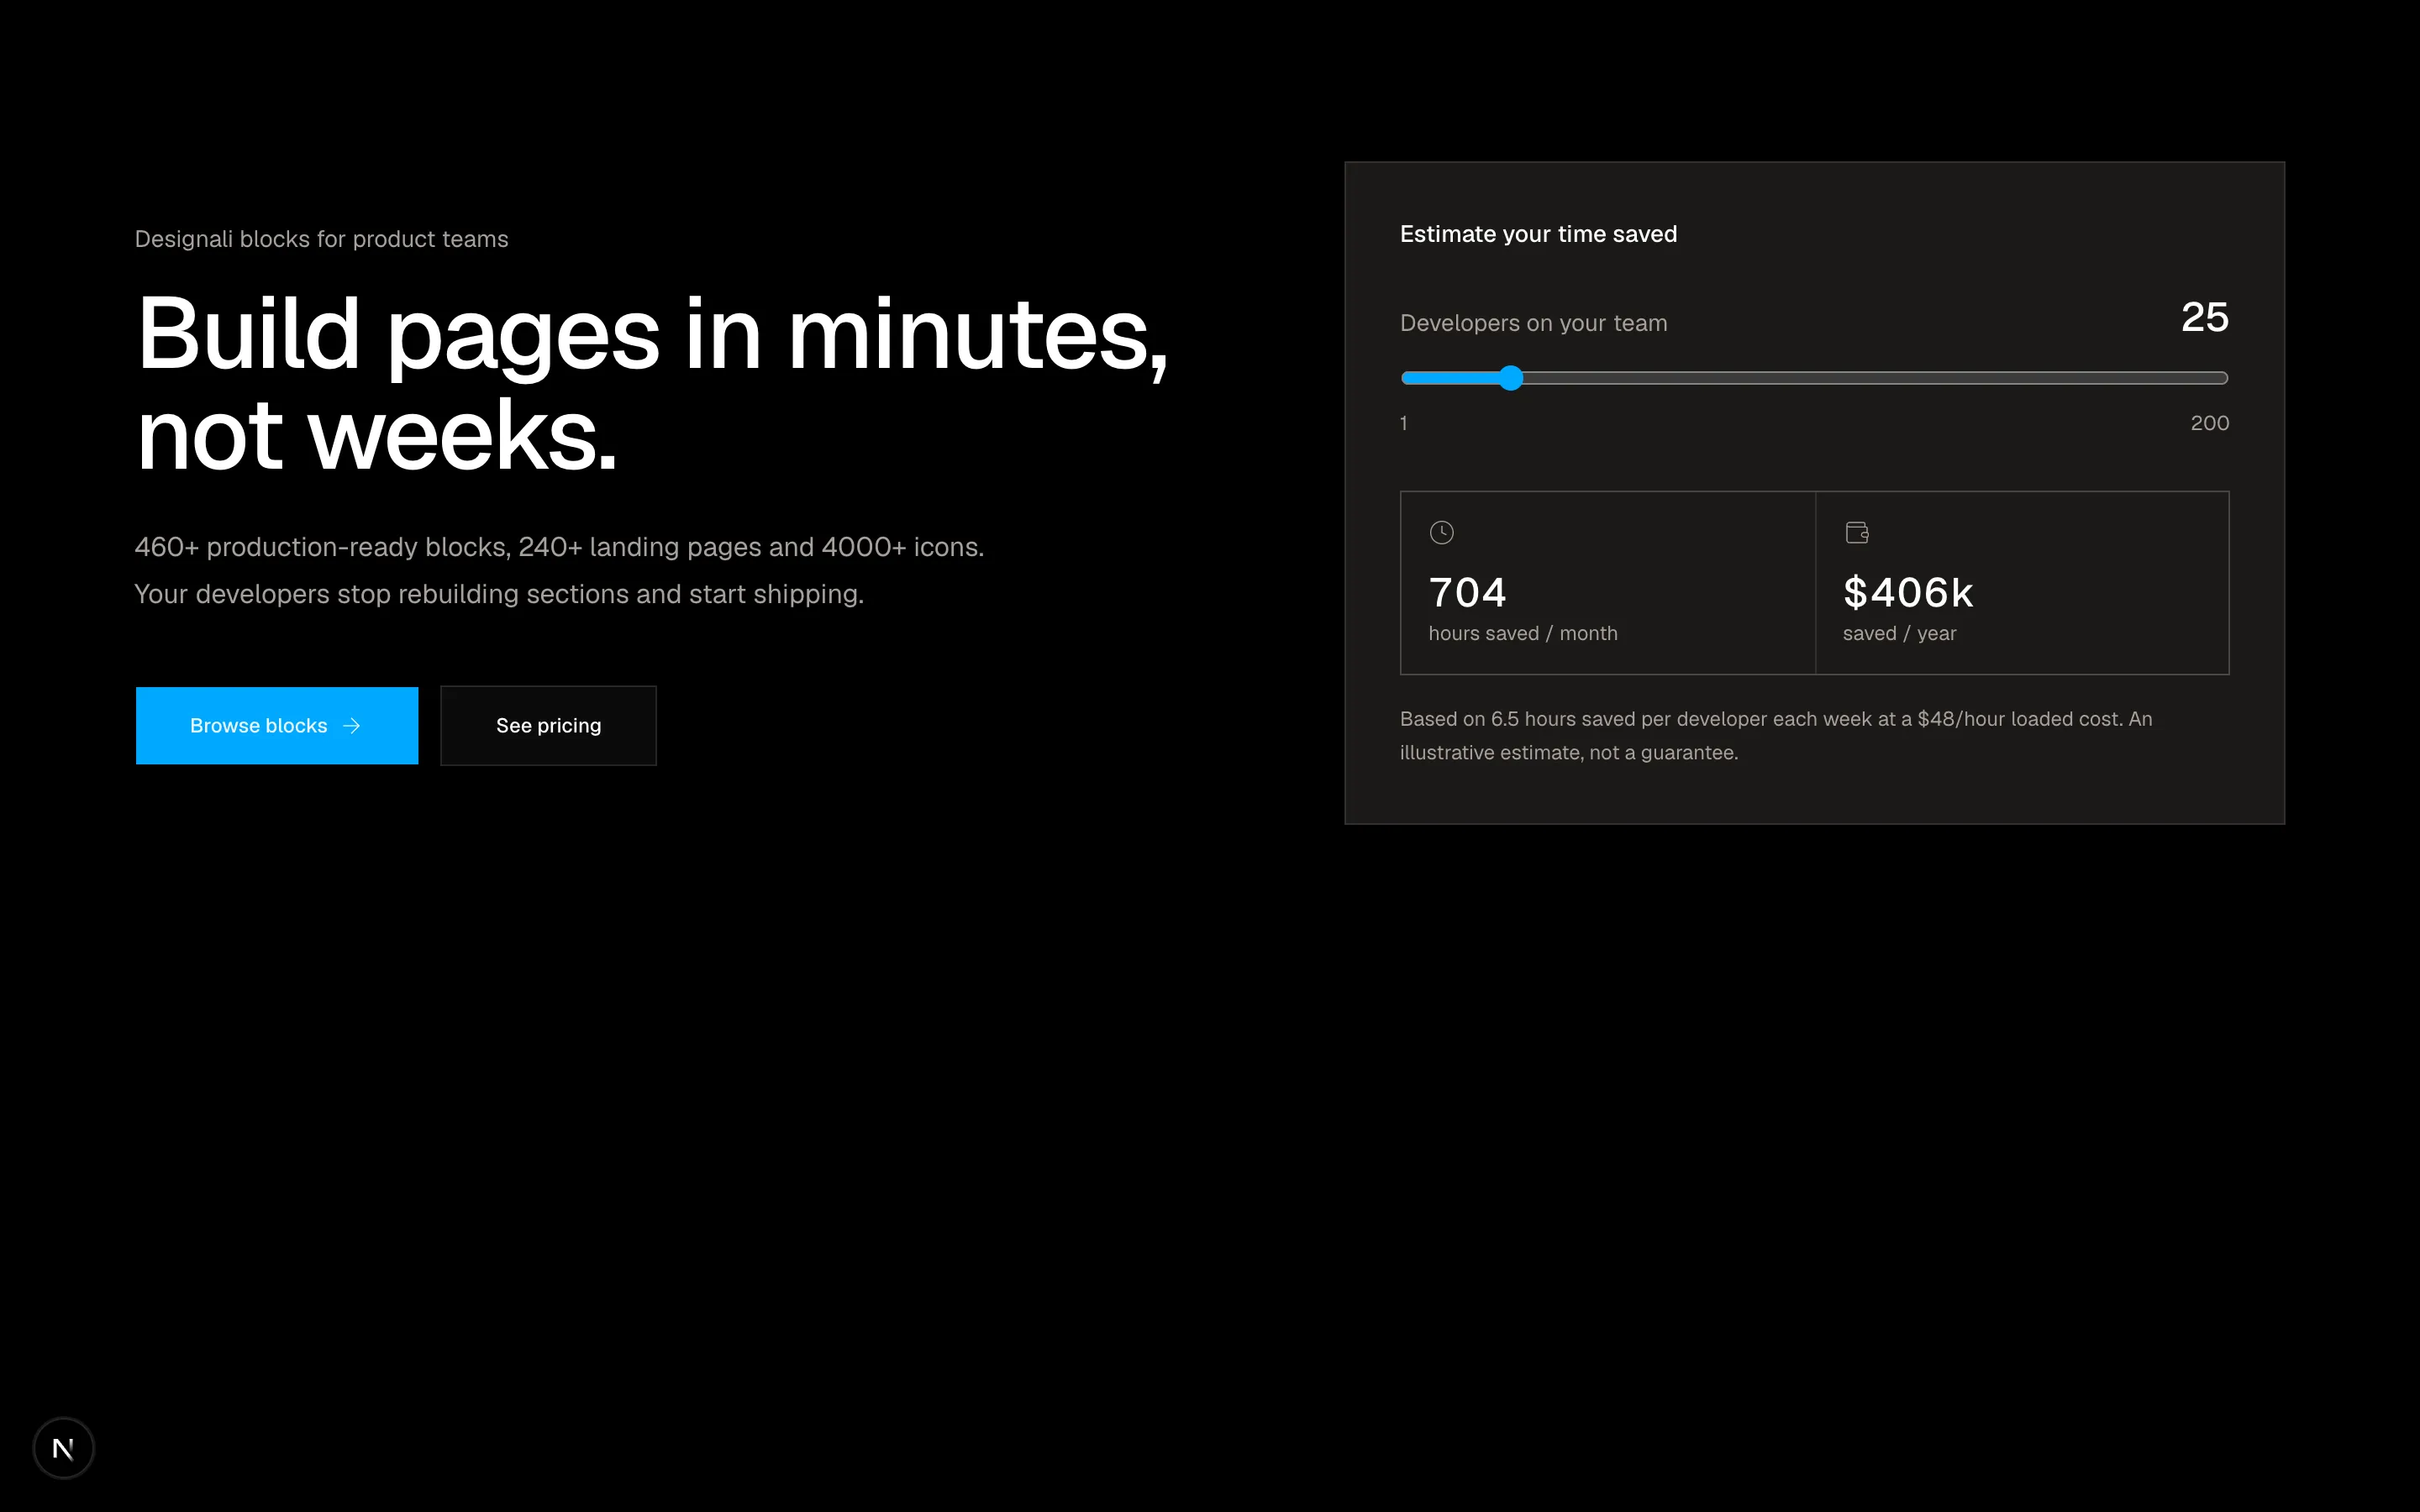 Designali blocks for product teams
Build pages in minutes,
not weeks.
460+ production-ready blocks, 240+ landing pages and 4000+ icons.
Your developers stop rebuilding sections and start shipping.
Browse blocks
See pricing
Estimate your time saved
Developers on your team
25
1
200
704
hours saved / month
$406k
saved / year
Based on 6.5 hours saved per developer each week at a $48/hour loaded cost. An
illustrative estimate, not a guarantee.
N